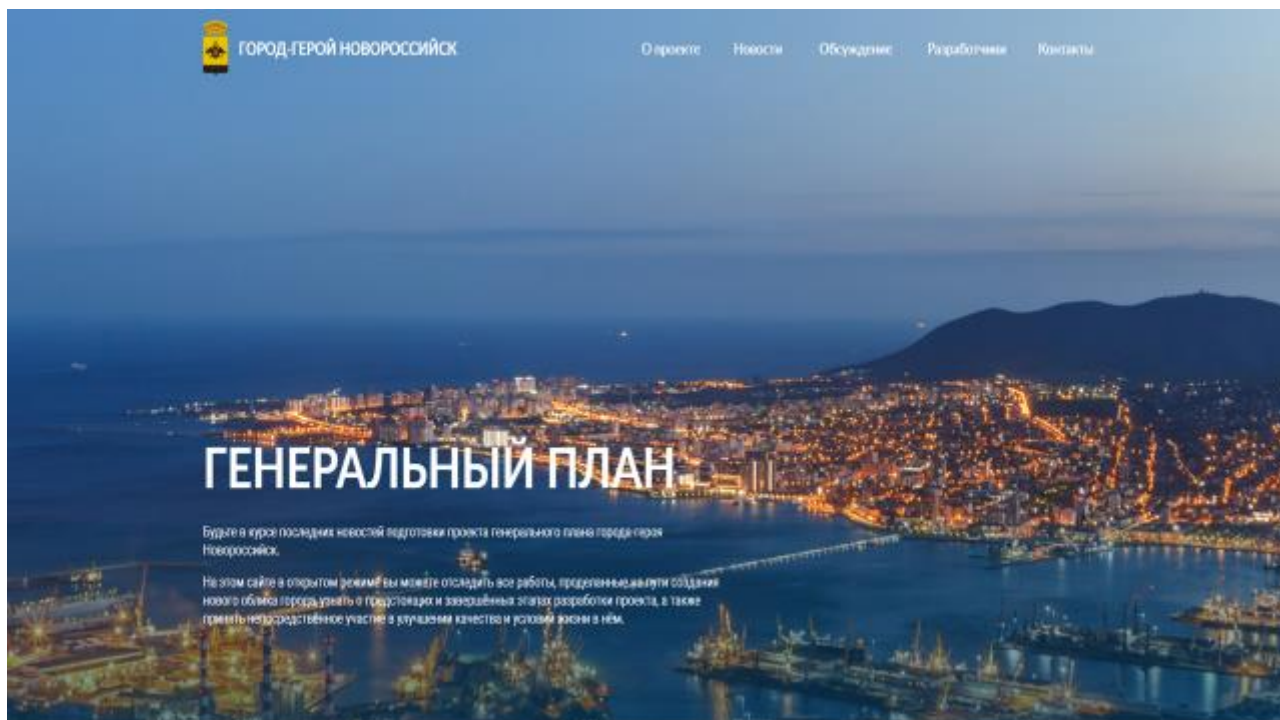 ГОРОД-ГЕРОЙ НОВОРОССИЙСК
О проекте Новости Обсуждение Разработчики Контакты
ГЕНЕРАЛЬНЫЙ ПЛАН
Будьте в курсе последних новостей подготовки проекта генерального плана города-героя
Новороссийск.
На этом сайте в открытом режиме вы можете отследить все работы, проделанные на пути создания
нового облика города, узнать о предстоящих и завершённых этапах разработки проекта, а также
принять непосредственное участие в улучшении качества и условий жизни в нём.